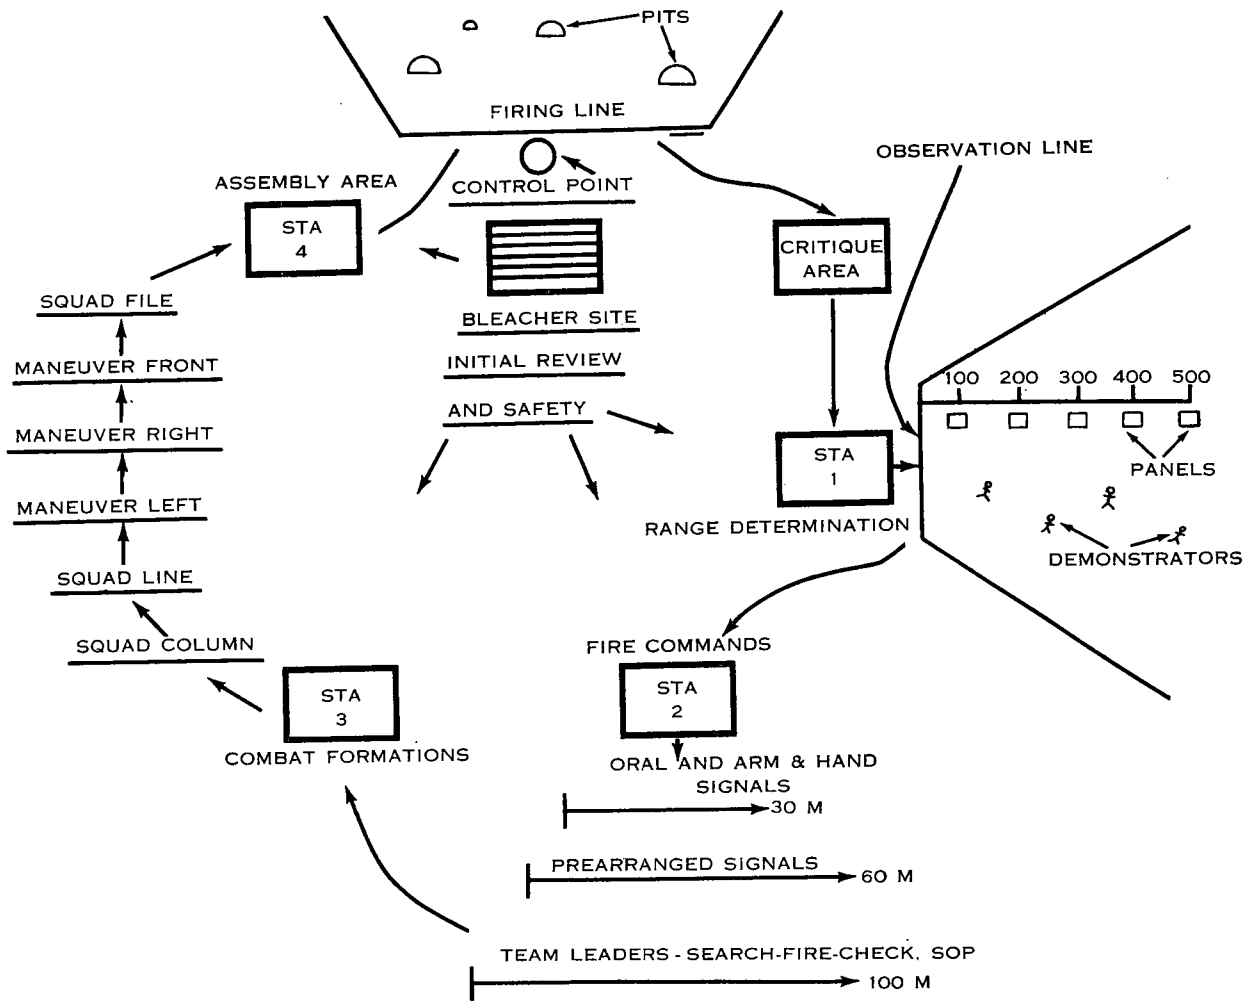 PITS
FIRING LINE
OBSERVATION LINE
ASSEMBLY AREA
CONTROL POINT
STA
4
CRITIQUE
AREA
SQUAD FILE
BLEACHER SITE
INITIAL REVIEW
AND SAFETY
MANEUVER FRONT
MANEUVER RIGHT
MANEUVER LEFT
SQUAD LINE
SQUAD COLUMN
100 200 300 400 500
PANELS
STA
1
RANGE DETERMINATION
DEMONSTRATORS
FIRE COMMANDS
STA
2
STA
3
COMBAT FORMATIONS
ORAL AND ARM & HAND
SIGNALS
30 M
PREARRANGED SIGNALS
60 M
TEAM LEADERS - SEARCH-FIRE-CHECK, SOP
100 M